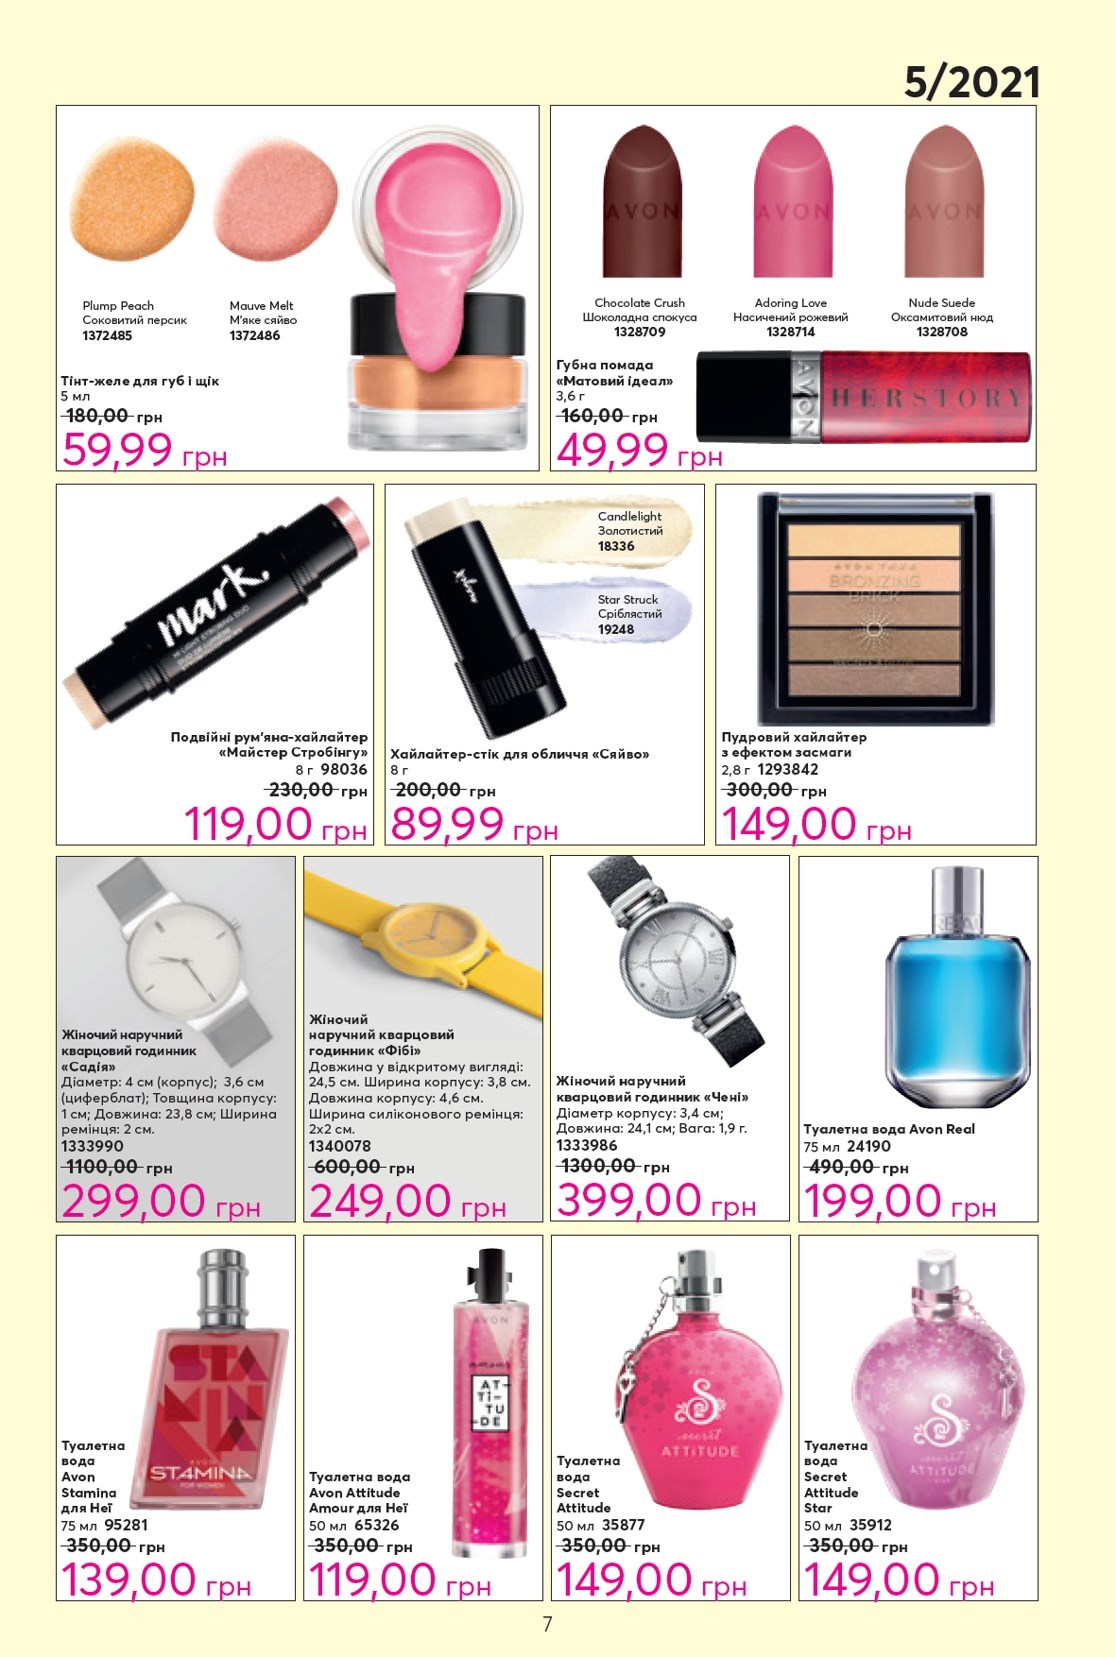 5/2021
Plump Peach
Соковитий персик
1372485
Mauve Melt
М'яке сяйво
1372486
Тінт-желе для губ і щік
5 мл
180,00 грн
59,99 грн
AVON
AVON
AVON
Chocolate Crush
Шоколадна спокуса
1328709
Adoring Love
Насичений рожевий
1328714
Nude Suede
Оксамитовий нюд
1328708
Губна помада
«Матовий ідеал»
3,6 г
160,00 грн
49,99 грн
AVON
HERSTORY
mark.
Подвійні рум'яна-хайлайтер
«Майстер Стробінгу»
8 г 98036
230,00 грн
119,00 грн
Candlelight
Золотистий
18336
Star Struck
Сріблястий
19248
Хайлайтер-стік для обличчя «Сяйво»
8 г
200,00 грн
89,99 грн
BRONZING
BRICK
Пудровий хайлайтер
з ефектом засмаги
2,8 г 1293842
300,00 грн
149,00 грн
Жіночий наручний
кварцовий годинник
«Садія»
Діаметр: 4 см (корпус); 3,6 см
(циферблат); Товщина корпусу:
1 см; Довжина: 23,8 см; Ширина
ремінця: 2 см.
1333990
1100,00 грн
299,00 грн
Жіночий
наручний кварцовий
годинник «Фібі»
Довжина у відкритому вигляді:
24,5 см. Ширина корпусу: 3,8 см.
Довжина корпусу: 4,6 см.
Ширина силіконового ремінця:
2х2 см.
1340078
600,00 грн
249,00 грн
Жіночий наручний
кварцовий годинник «Чені»
Діаметр корпусу: 3,4 см;
Довжина: 24,1 см; Вага: 1,9 г.
1333986
1300,00 грн
399,00 грн
Туалетна вода Avon Real
75 мл 24190
490,00 грн
199,00 грн
STAMINA
AVON
STAMINA
FOR WOMEN
Туалетна
вода
Avon
Stamina
для Неї
75 мл 95281
350,00 грн
139,00 грн
AVON
AT-
TI-
TU
DE
Туалетна вода
Avon Attitude
Amour для Неї
50 мл 65326
350,00 грн
119,00 грн
S
secret
ATTITUDE
Туалетна
вода
Secret
Attitude
50 мл 35877
350,00 грн
149,00 грн
S
secret
ATTITUDE
Туалетна
вода
Secret
Attitude
Star
50 мл 35912
350,00 грн
149,00 грн
7